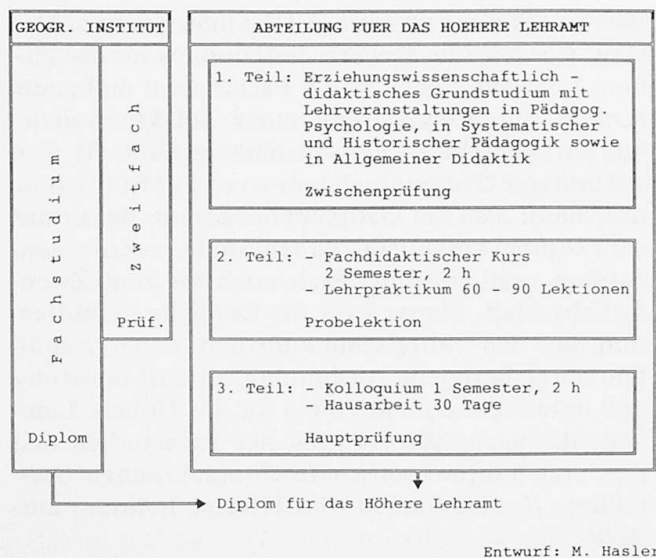 GEOGR. INSTITUT
Fachstudium
Zweitfach
Prüf.
Diplom
ABTEILUNG FUER DAS HOEHERE LEHRAMT
1. Teil: Erziehungswissenschaftlich -
didaktisches Grundstudium mit
Lehrveranstaltungen in Pädagog.
Psychologie, in Systematischer
und Historischer Pädagogik sowie
in Allgemeiner Didaktik
Zwischenprüfung
2. Teil: - Fachdidaktischer Kurs
2 Semester, 2 h
- Lehrpraktikum 60 - 90 Lektionen
Probelektion
3. Teil: - Kolloquium 1 Semester, 2 h
- Hausarbeit 30 Tage
Hauptprüfung
Diplom für das Höhere Lehramt
Entwurf: M. Hasler